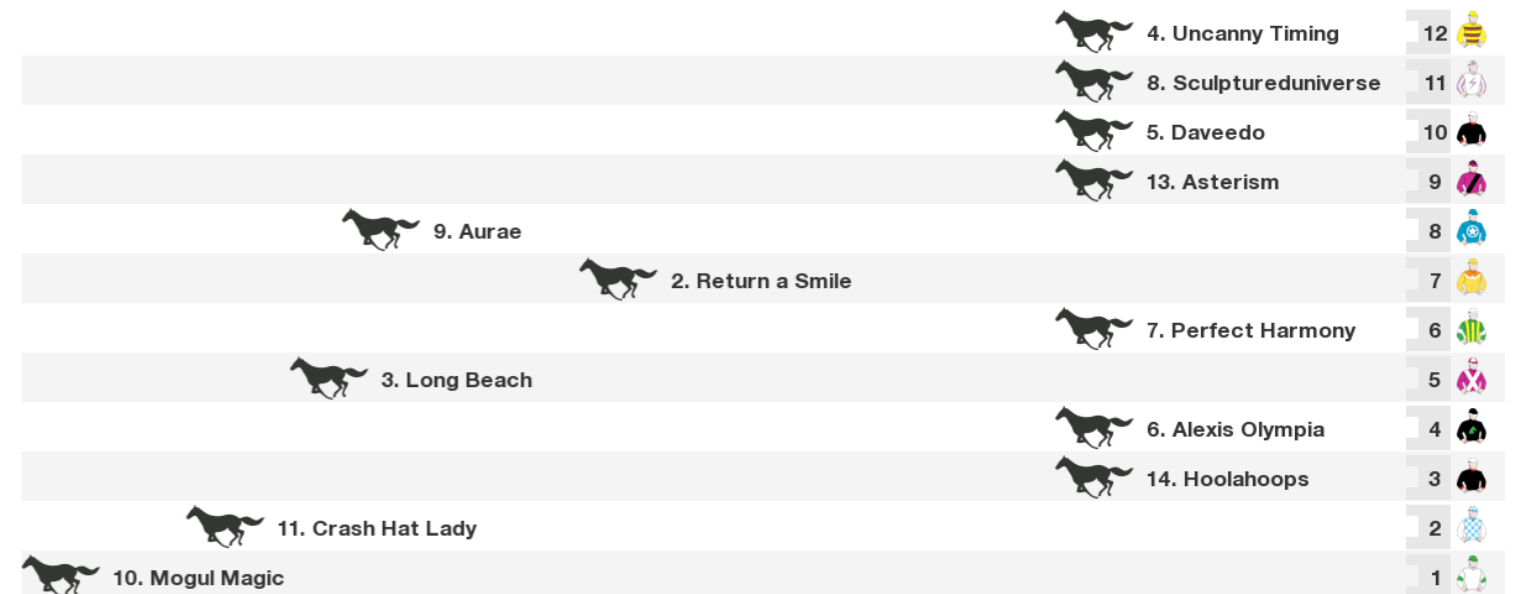 4. Uncanny Timing 12
8. Sculptureduniverse 11
5. Daveedo 10
13. Asterism 9
9. Aurae 8
2. Return a Smile 7
7. Perfect Harmony 6
3. Long Beach 5
6. Alexis Olympia 4
14. Hoolahoops 3
11. Crash Hat Lady 2
10. Mogul Magic 1